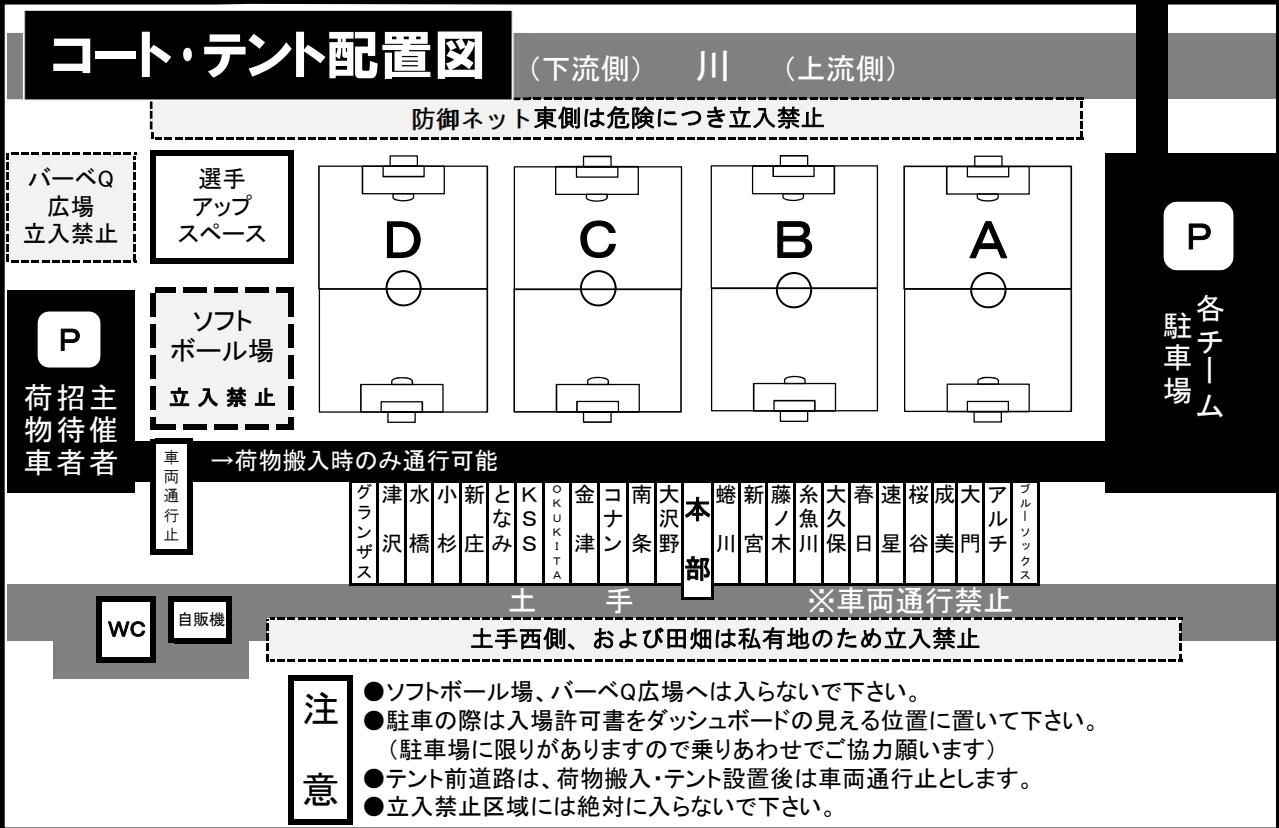 コート・テント配置図
（下流側）　川　（上流側）
防御ネット東側は危険につき立入禁止
バーベQ
広場
立入禁止
選手
アップ
スペース
D
C
B
A
P
各チーム
駐車場
ソフト
ボール場
立入禁止
P
主催者
招待者
荷物車
車両通行止
→荷物搬入時のみ通行可能
グランザス
津沢
水橋
小杉
新庄
となみ
KSS
OKUKITA
金津
コナン
南条
大沢野
本部
蜷川
新宮
藤ノ木
糸魚川
大久保
春日
速星
桜谷
成美
大門
アルチ
ブルーソックス
土　手　※車両通行禁止
WC
自販機
土手西側、および田畑は私有地のため立入禁止
注意
●ソフトボール場、バーベQ広場へは入らないで下さい。
●駐車の際は入場許可書をダッシュボードの見える位置に置いて下さい。
（駐車場に限りがありますので乗りあわせでご協力願います）
●テント前道路は、荷物搬入・テント設置後は車両通行止とします。
●立入禁止区域には絶対に入らないで下さい。